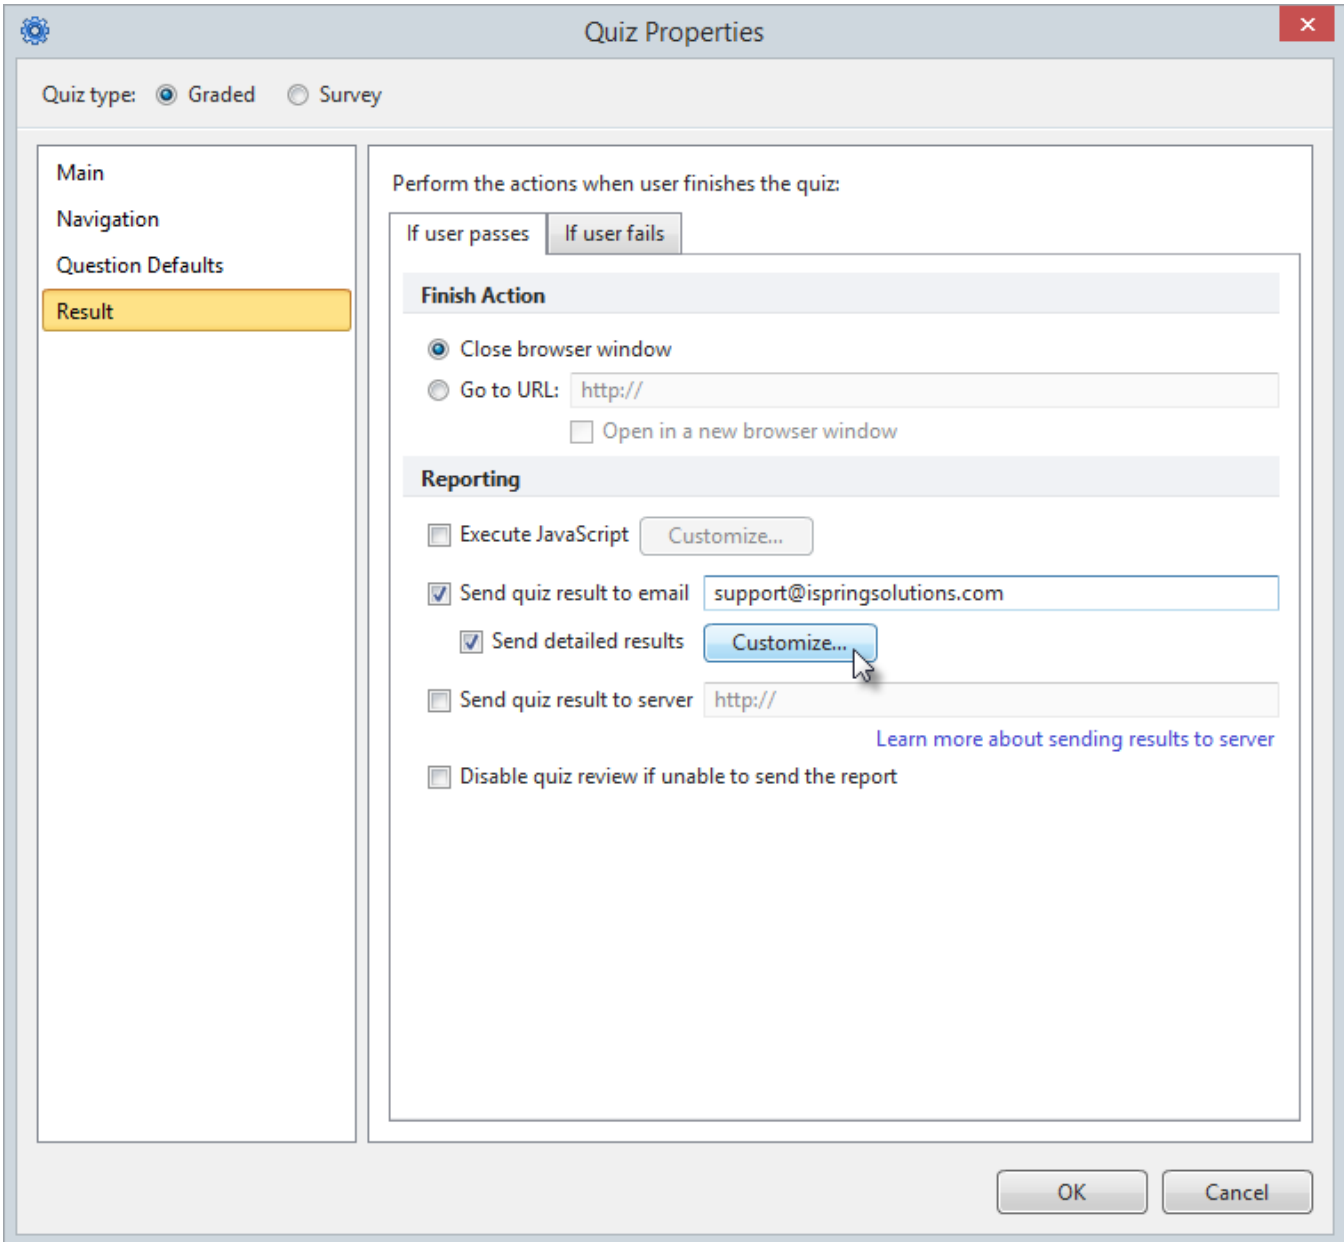 Quiz Properties
Quiz type: Graded Survey
Main
Navigation
Question Defaults
Result
Perform the actions when user finishes the quiz:
If user passes If user fails
Finish Action
Close browser window
Go to URL: http://
Open in a new browser window
Reporting
Execute JavaScript Customize...
Send quiz result to email support@ispringsolutions.com
Send detailed results Customize...
Send quiz result to server http://
Learn more about sending results to server
Disable quiz review if unable to send the report
OK Cancel